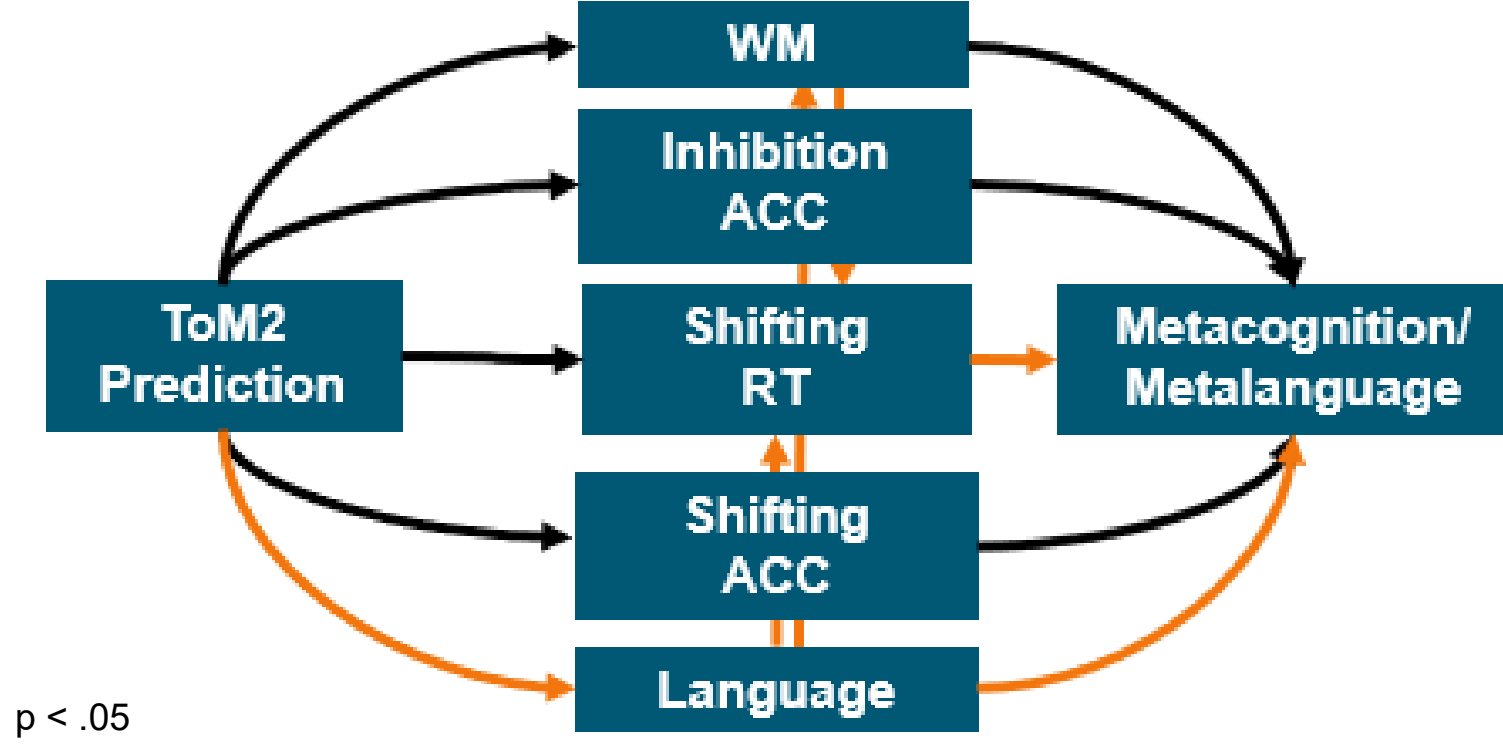 WM
Inhibition
ACC
ToM2
Prediction
Shifting
RT
Metacognition/
Metalanguage
Shifting
ACC
Language
p < .05